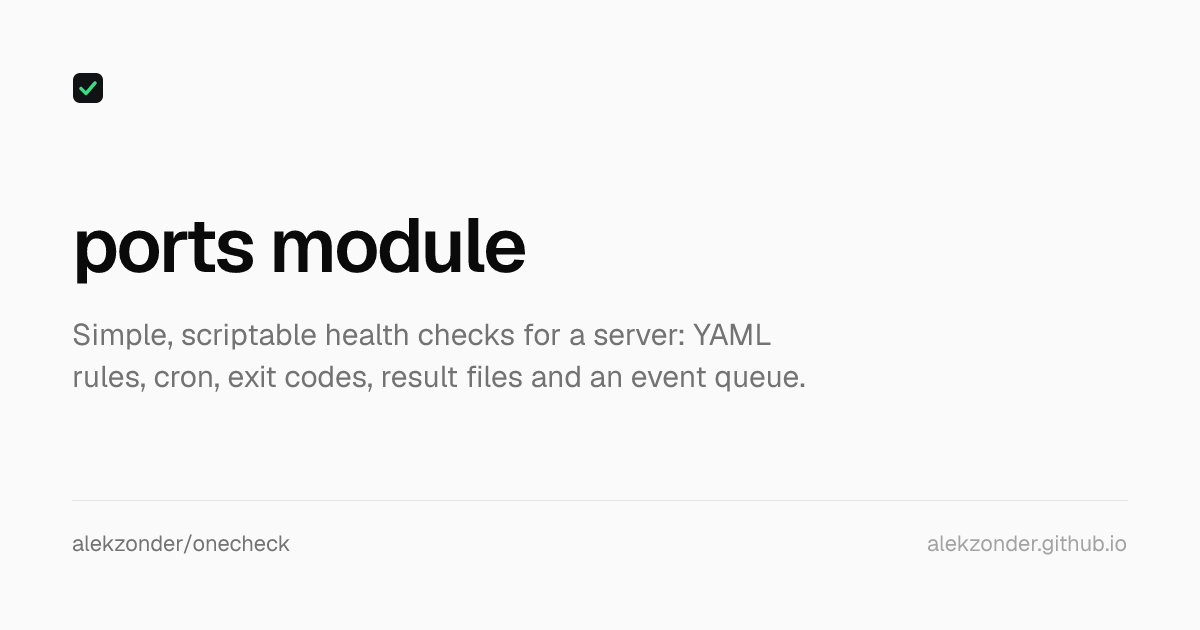 ports module
Simple, scriptable health checks for a server: YAML
rules, cron, exit codes, result files and an event queue.
alekzonder/onecheck
alekzonder.github.io